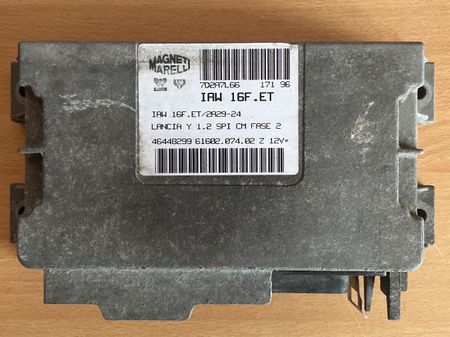 MAGNETI
MARELLI
7D2A7L66 171 96
IAW 16F.ET
IAW 16F.ET/2A29-24
LANCIA Y 1.2 SPI CM FASE 2
46448299 61602.074.02 Z 12V=